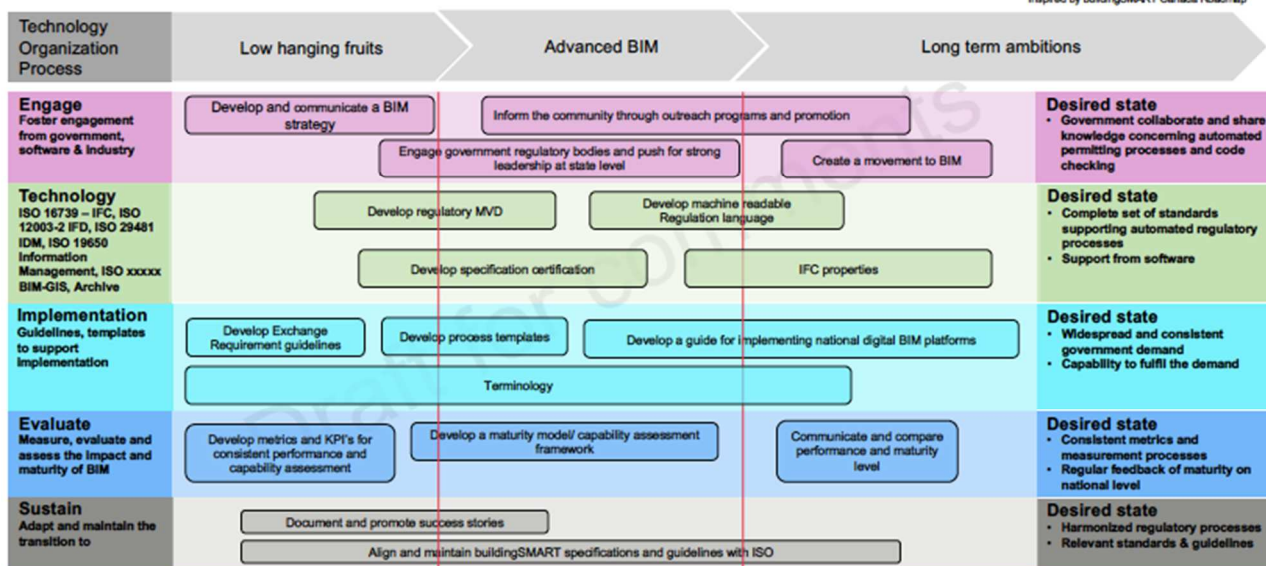 Inspired by buildingSMART Canada Roadmap
Technology
Organization
Process
Low hanging fruits
Advanced BIM
Long term ambitions
Engage
Foster engagement
from government,
software & Industry
Develop and communicate a BIM
strategy
Inform the community through outreach programs and promotion
Engage government regulatory bodies and push for strong
leadership at state level
Create a movement to BIM
Desired state
• Government collaborate and share
knowledge concerning automated
permitting processes and code
checking
Technology
ISO 16739 – IFC, ISO
12003-2 IFD, ISO 29481
IDM, ISO 19650
Information
Management, ISO xxxxx
BIM-GIS, Archive
Develop regulatory MVD
Develop machine readable
Regulation language
Develop specification certification
IFC properties
Desired state
• Complete set of standards
supporting automated regulatory
processes
• Support from software
Implementation
Guidelines, templates
to support
Implementation
Develop Exchange
Requirement guidelines
Develop process templates
Develop a guide for implementing national digital BIM platforms
Terminology
Desired state
• Widespread and consistent
government demand
• Capability to fulfil the demand
Evaluate
Measure, evaluate and
assess the impact and
maturity of BIM
Develop metrics and KPI's for
consistent performance and
capability assessment
Develop a maturity model/ capability assessment
framework
Communicate and compare
performance and maturity
level
Desired state
• Consistent metrics and
measurement processes
• Regular feedback of maturity on
national level
Sustain
Adapt and maintain the
transition to
Document and promote success stories
Align and maintain buildingSMART specifications and guidelines with ISO
Desired state
• Harmonized regulatory processes
• Relevant standards & guidelines
Draft for comments